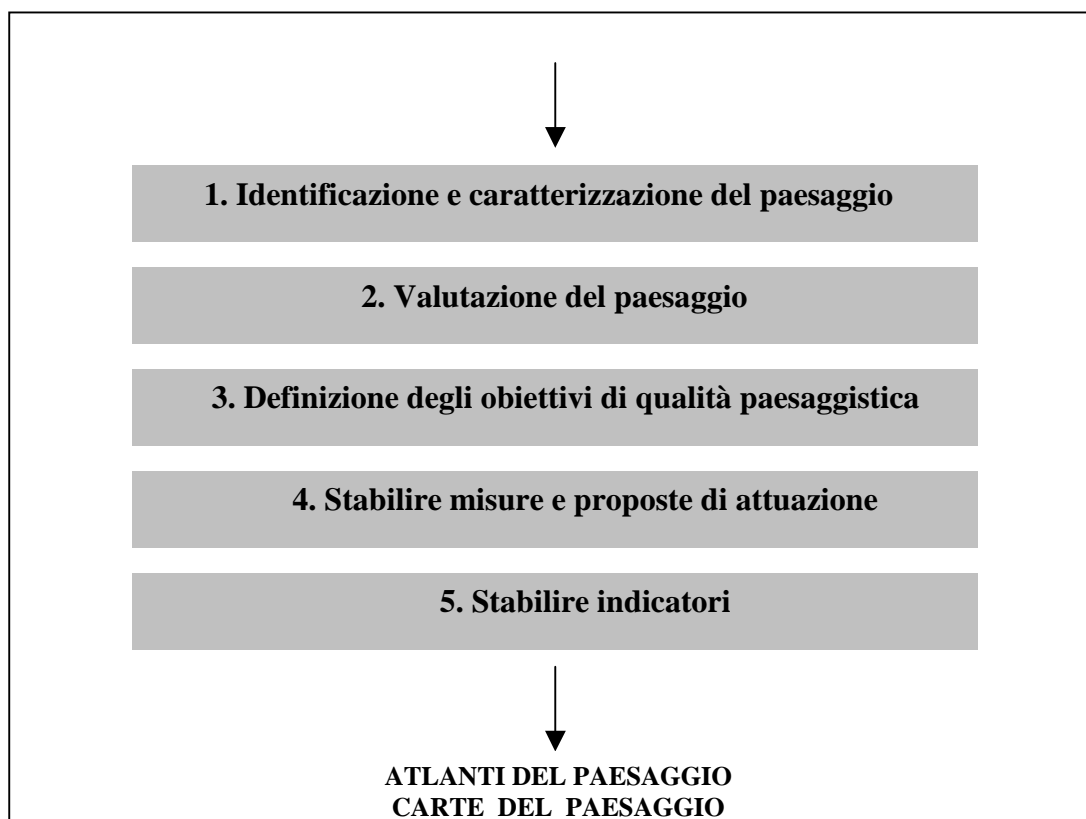 1. Identificazione e caratterizzazione del paesaggio
2. Valutazione del paesaggio
3. Definizione degli obiettivi di qualità paesaggistica
4. Stabilire misure e proposte di attuazione
5. Stabilire indicatori
ATLANTI DEL PAESAGGIO
CARTE DEL PAESAGGIO